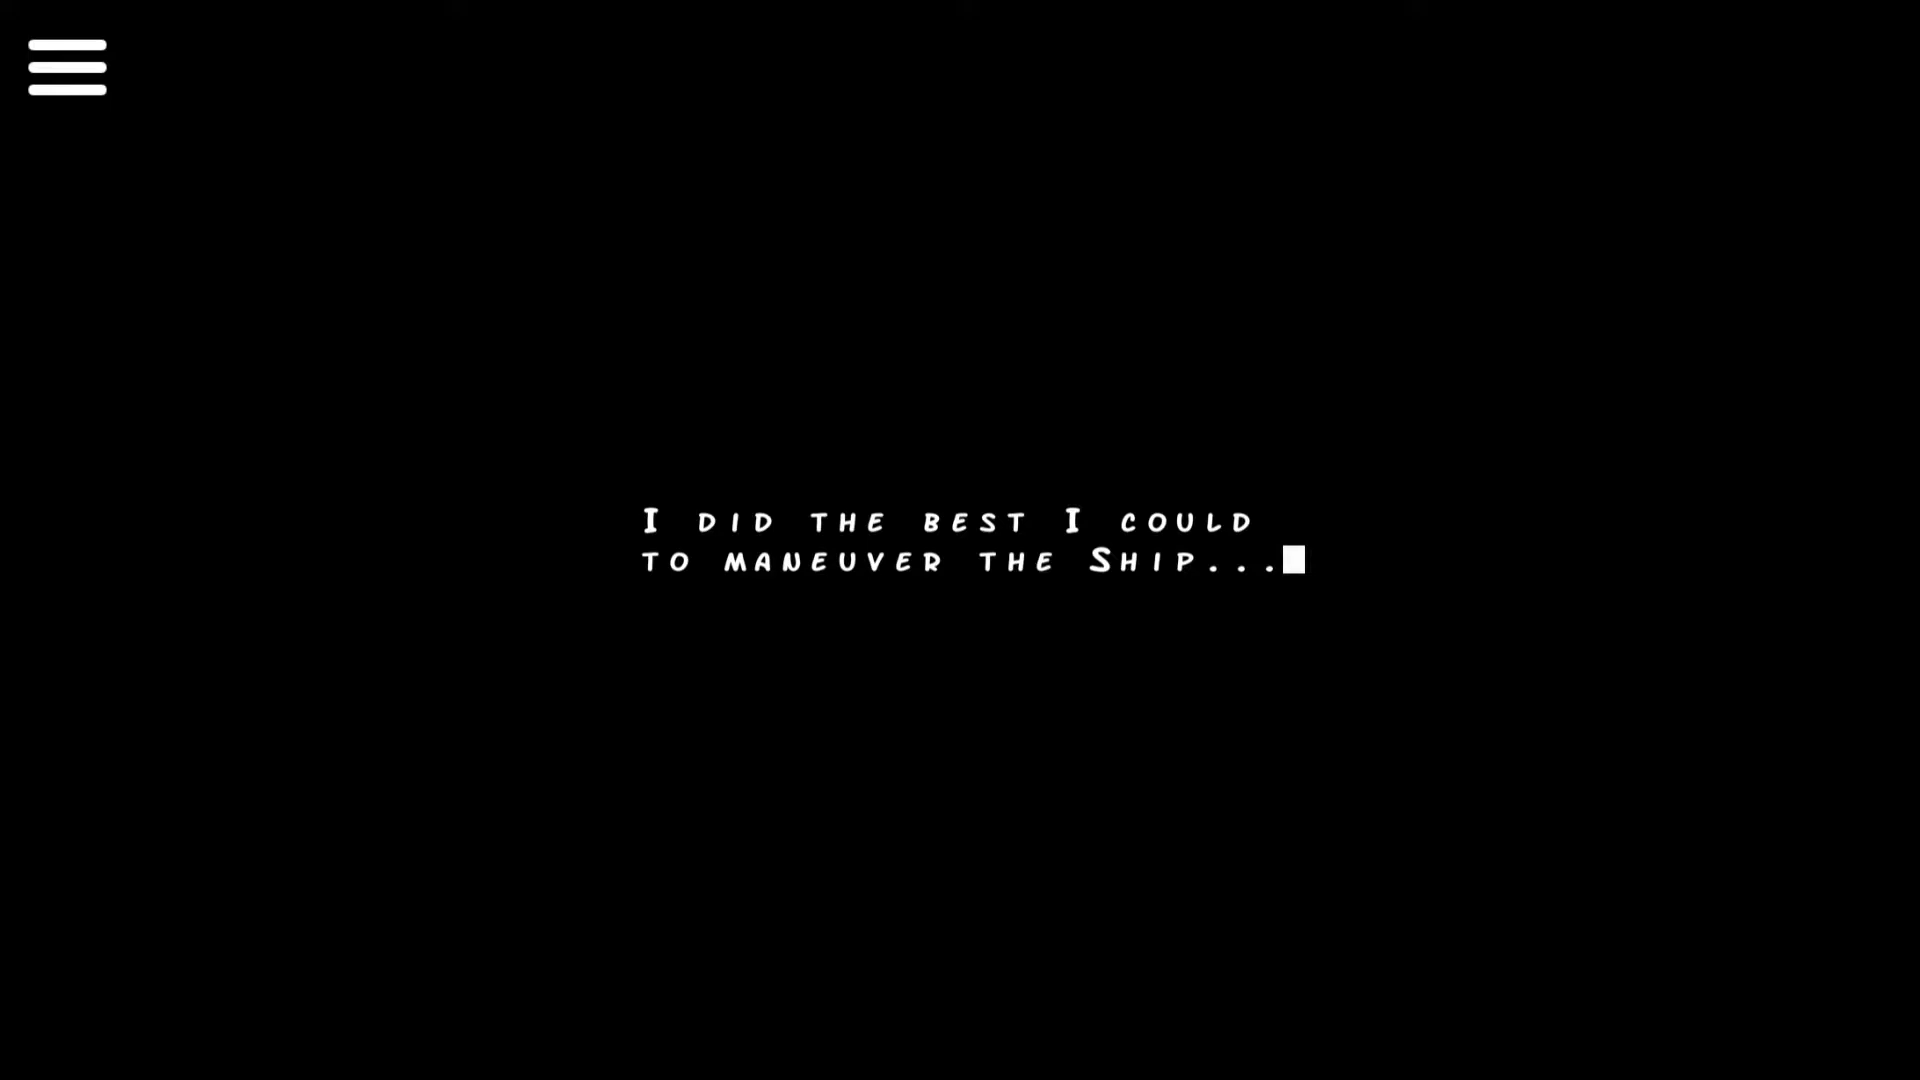 I did the best I could
to maneuver the Ship...